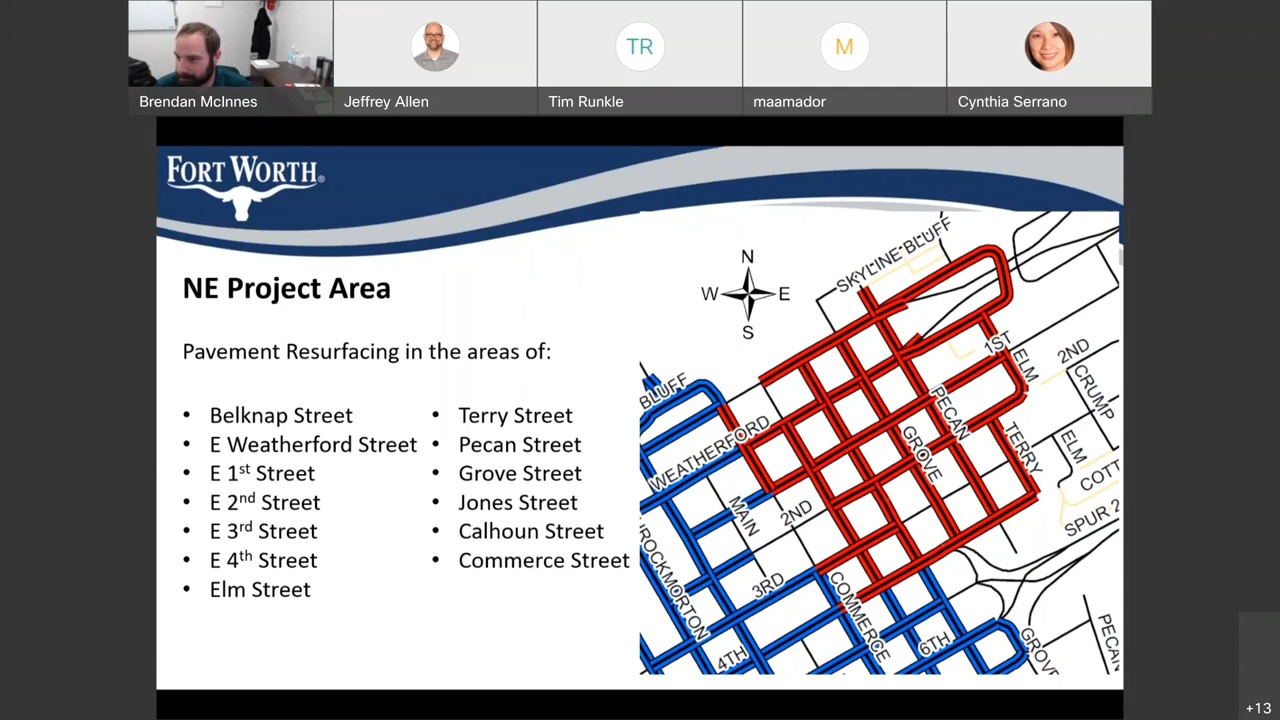 TR
M
Brendan McInnes
Jeffrey Allen
Tim Runkle
maamador
Cynthia Serrano
FORT WORTH®
NE Project Area
Pavement Resurfacing in the areas of:
• Belknap Street
• E Weatherford Street
• E 1st Street
• E 2nd Street
• E 3rd Street
• E 4th Street
• Elm Street
• Terry Street
• Pecan Street
• Grove Street
• Jones Street
• Calhoun Street
• Commerce Street
N
W
E
S
SKYLINE BLUFF
BLUFF
WEATHERFORD
1ST
ELM
2ND
CRUMP
PECAN
GROVE
TERRY
ELM
COTT
SPUR 2
MAIN
2ND
3RD
ROCKMORTON
4TH
COMMERCE
6TH
GROVE
PECAN
+13